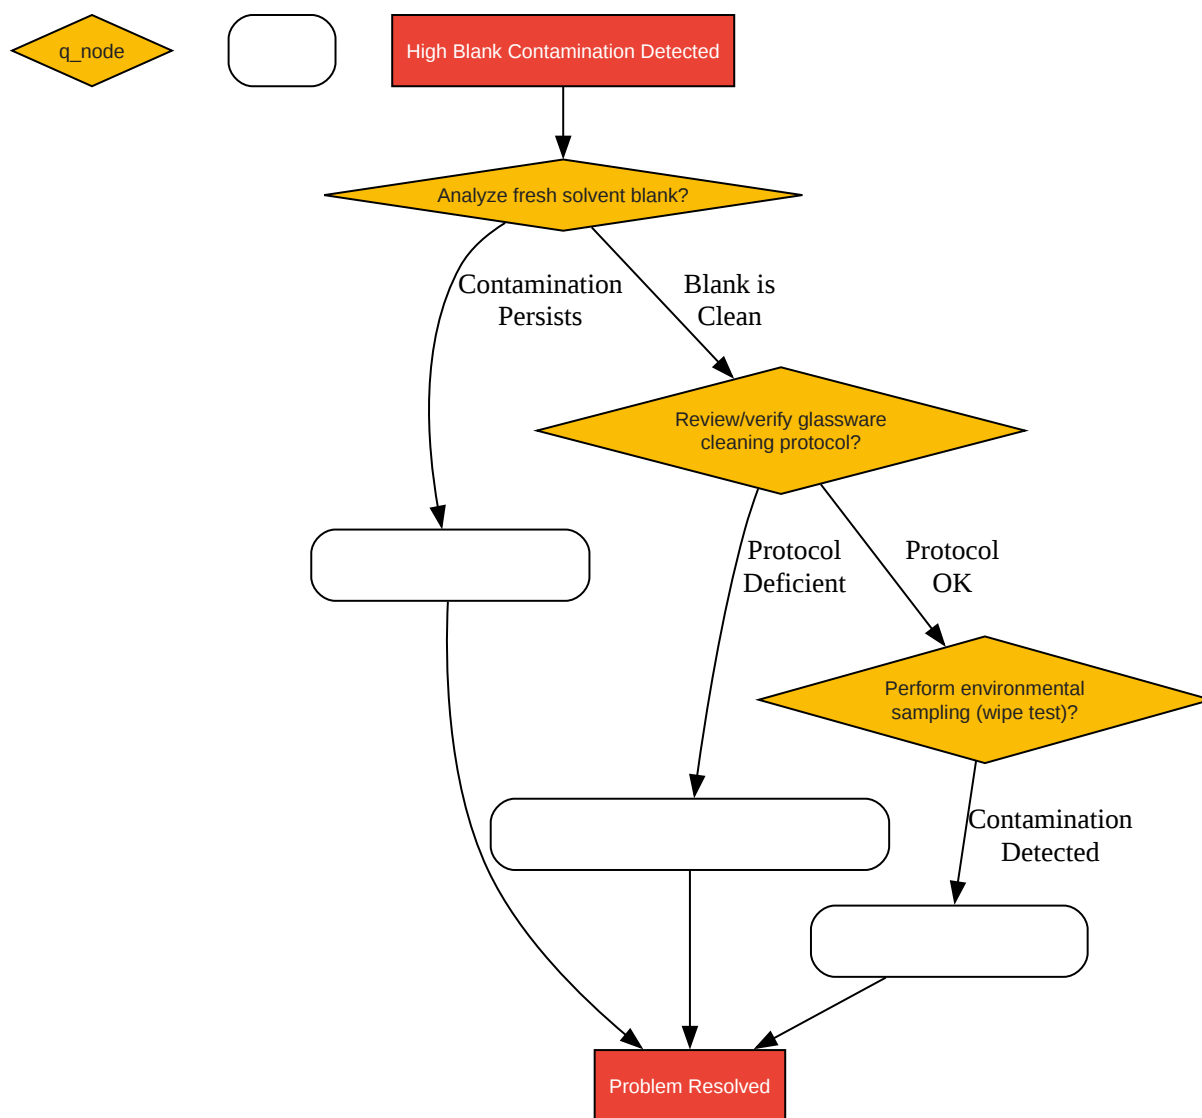 q_node
High Blank Contamination Detected
Analyze fresh solvent blank?
Contamination
Persists
Blank is
Clean
Review/verify glassware
cleaning protocol?
Protocol
Deficient
Protocol
OK
Perform environmental
sampling (wipe test)?
Contamination
Detected
Problem Resolved